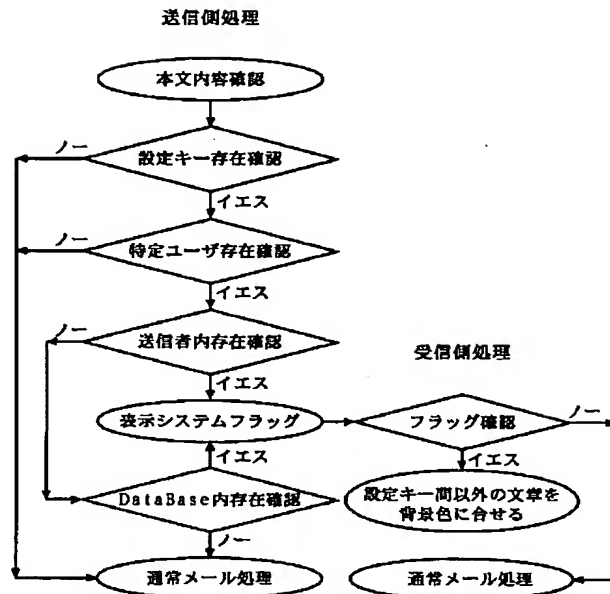 送信側処理
本文内容確認
ノー
設定キー存在確認
イエス
ノー
特定ユーザ存在確認
イエス
ノー
送信者内存在確認
イエス
受信側処理
表示システムフラッグ
フラッグ確認
ノー
イエス
イエス
DataBase内存在確認
設定キー間以外の文章を
背景色に合せる
ノー
通常メール処理
通常メール処理